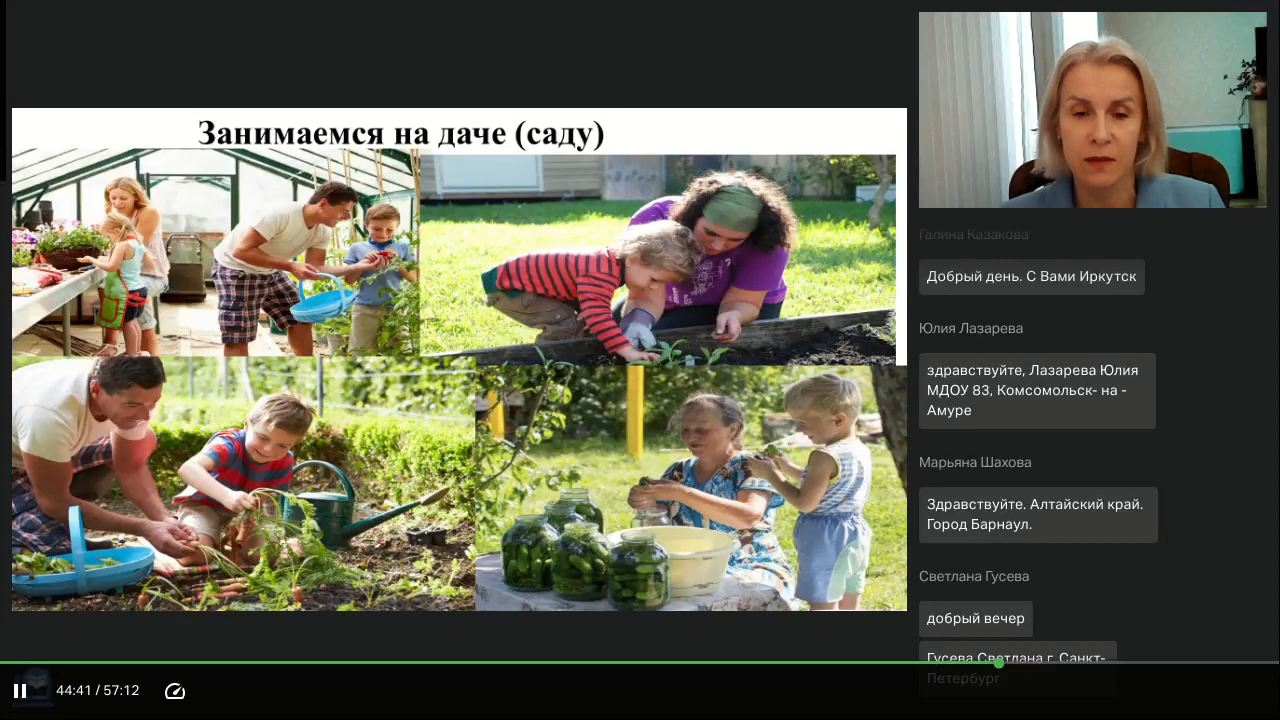 Занимаемся на даче (саду)
Галина Казакова
Добрый день. С Вами Иркутск
Юлия Лазарева
здравствуйте, Лазарева Юлия
МДОУ 83, Комсомольск- на -
Амуре
Марьяна Шахова
Здравствуйте. Алтайский край.
Город Барнаул.
Светлана Гусева
добрый вечер
Гусева Светлана г. Санкт-
Петербург
44:41 / 57:12